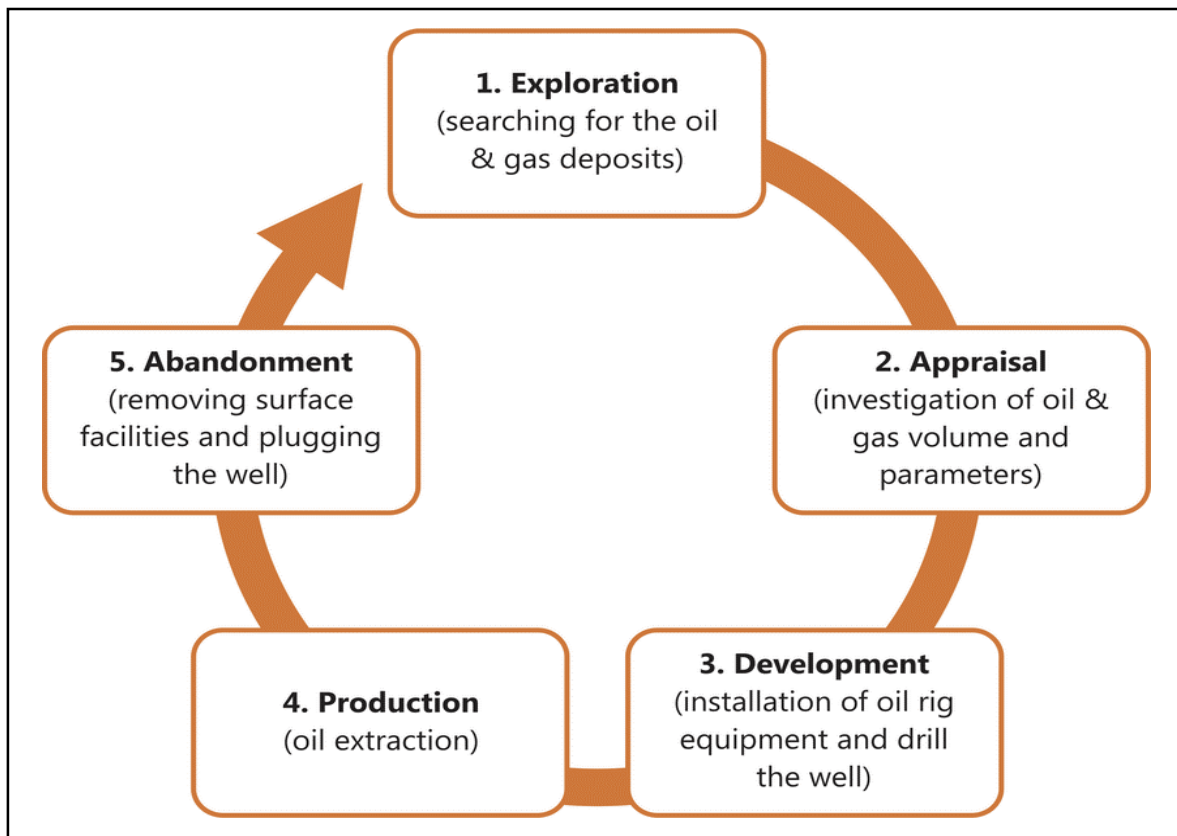 1. Exploration
(searching for the oil
& gas deposits)
2. Appraisal
(investigation of oil &
gas volume and
parameters)
3. Development
(installation of oil rig
equipment and drill
the well)
4. Production
(oil extraction)
5. Abandonment
(removing surface
facilities and plugging
the well)